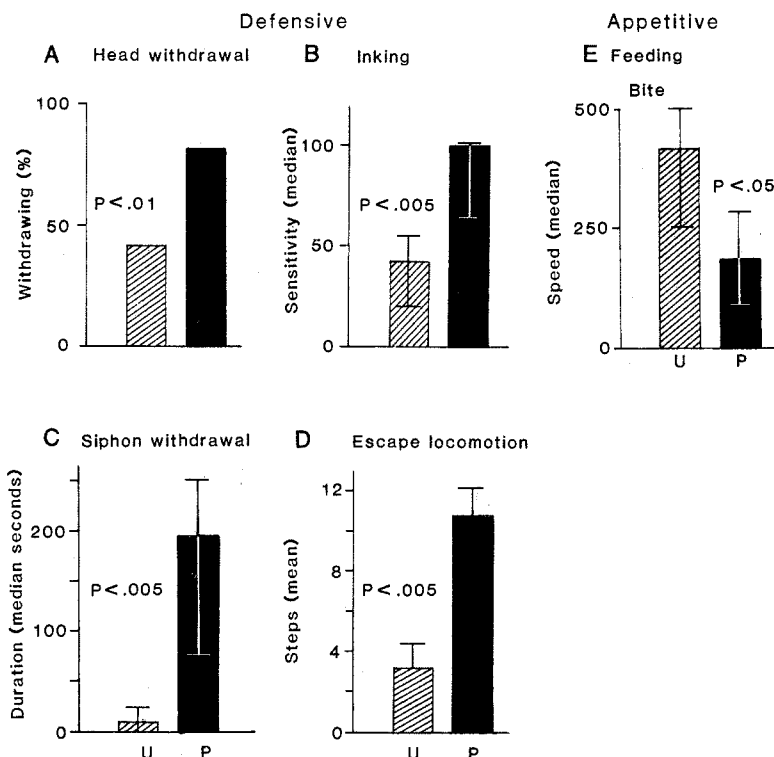 Defensive
Appetitive
A Head withdrawal
B Inking
E Feeding
Bite
Withdrawing (%)
100
50
0
P<.01
Sensitivity (median)
100
50
0
P<.005
Speed (median)
500
250
0
P<.05
U P
C Siphon withdrawal
D Escape locomotion
Duration (median seconds)
200
100
0
P<.005
U P
Steps (mean)
12
8
4
0
P<.005
U P